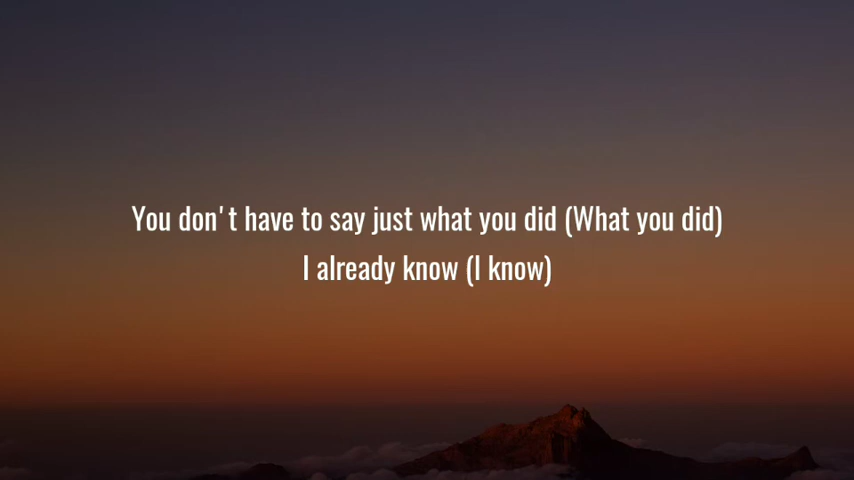 You don't have to say just what you did (What you did)
I already know (I know)